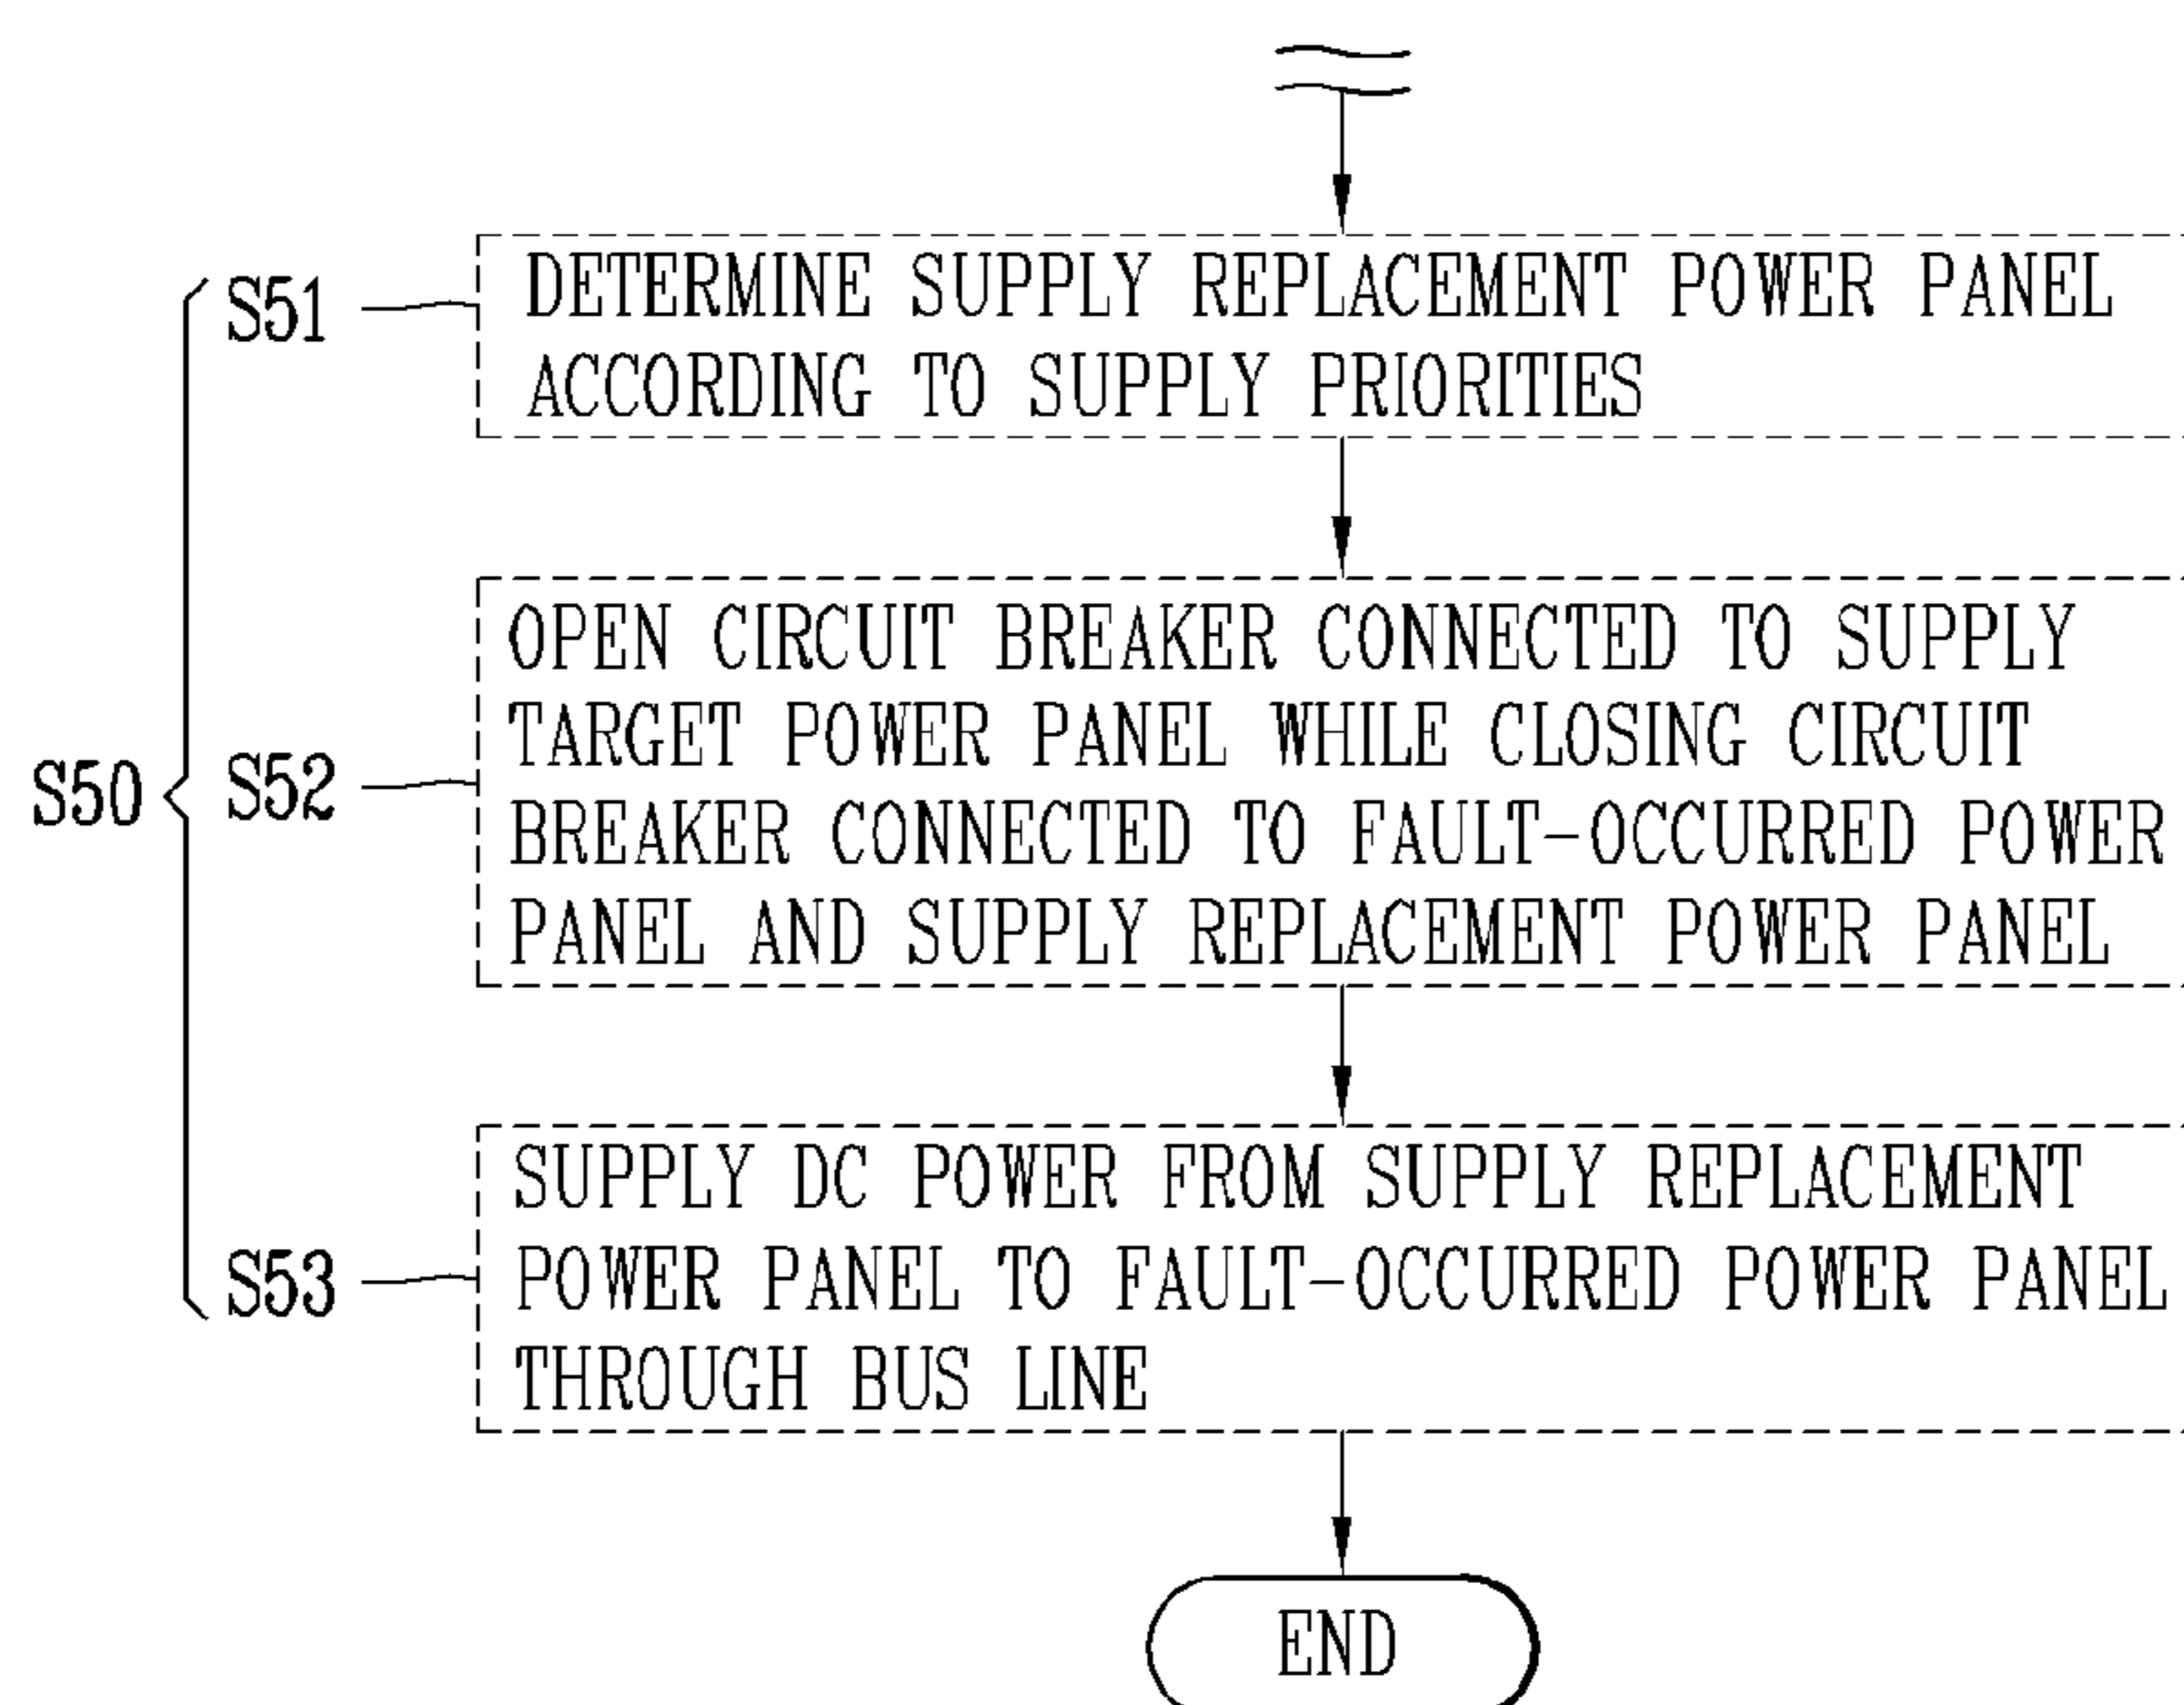 S50
S51
DETERMINE SUPPLY REPLACEMENT POWER PANEL
ACCORDING TO SUPPLY PRIORITIES
S52
OPEN CIRCUIT BREAKER CONNECTED TO SUPPLY
TARGET POWER PANEL WHILE CLOSING CIRCUIT
BREAKER CONNECTED TO FAULT-OCCURRED POWER
PANEL AND SUPPLY REPLACEMENT POWER PANEL
S53
SUPPLY DC POWER FROM SUPPLY REPLACEMENT
POWER PANEL TO FAULT-OCCURRED POWER PANEL
THROUGH BUS LINE
END